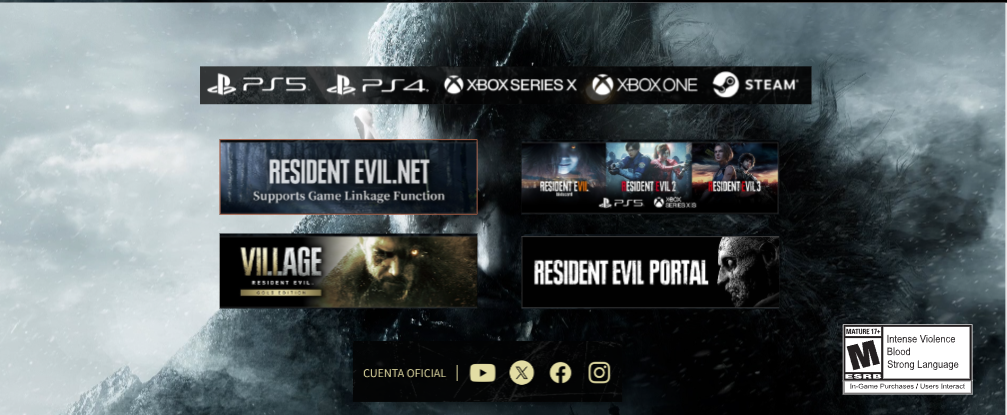 PS5 PS4 XBOX SERIES X XBOX ONE STEAM
RESIDENT EVIL.NET
Supports Game Linkage Function
RESIDENT EVIL RESIDENT EVIL 2 RESIDENT EVIL 3
PS5 XBOX SERIES X|S
VILLAGE
RESIDENT EVIL.
GOLD EDITION
RESIDENT EVIL PORTAL
CUENTA OFICIAL
MATURE 17+
M
ESRB
Intense Violence
Blood
Strong Language
In-Game Purchases / Users Interact